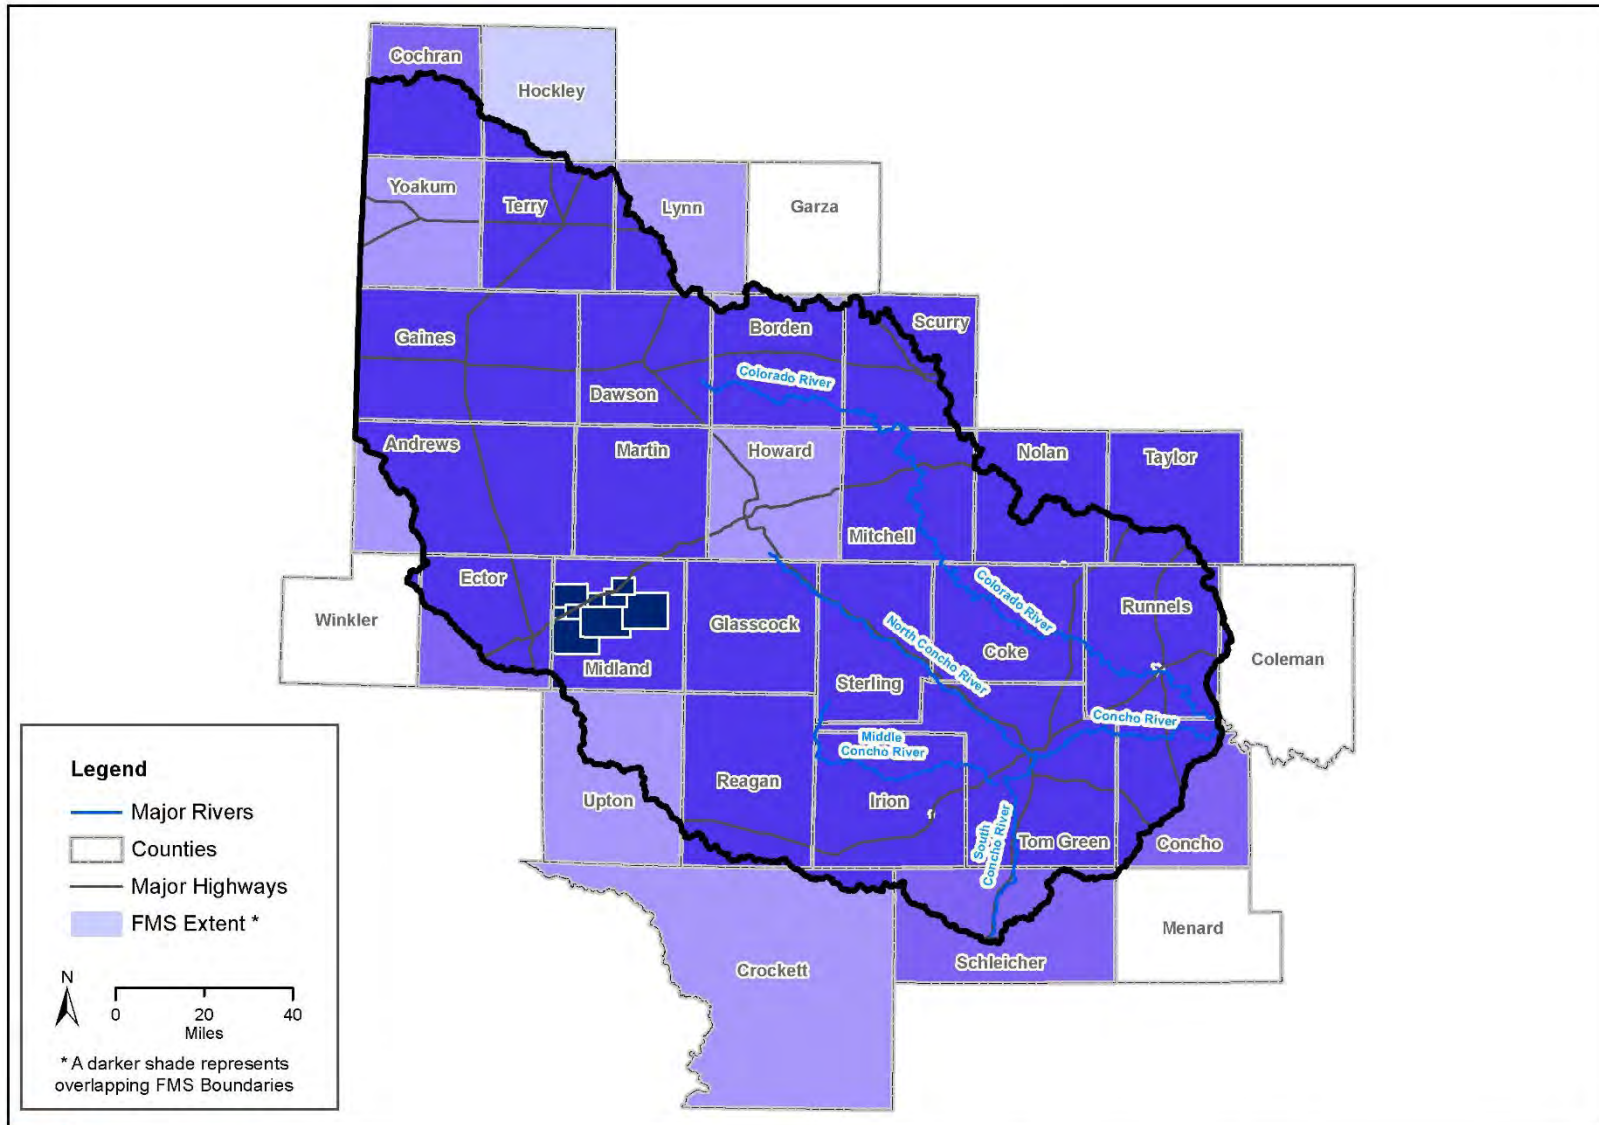 Cochran
Hockley
Yoakum
Terry
Lynn
Garza
Gaines
Dawson
Borden
Scurry
Colorado River
Andrews
Martin
Howard
Mitchell
Nolan
Taylor
Winkler
Ector
Midland
Glasscock
Sterling
North Concho River
Coke
Colorado River
Runnels
Coleman
Concho River
Middle
Concho River
Upton
Reagan
Irion
South
Concho River
Tom Green
Concho
Crockett
Schleicher
Menard
Legend
Major Rivers
Counties
Major Highways
FMS Extent *
N
0 20 40
Miles
* A darker shade represents
overlapping FMS Boundaries